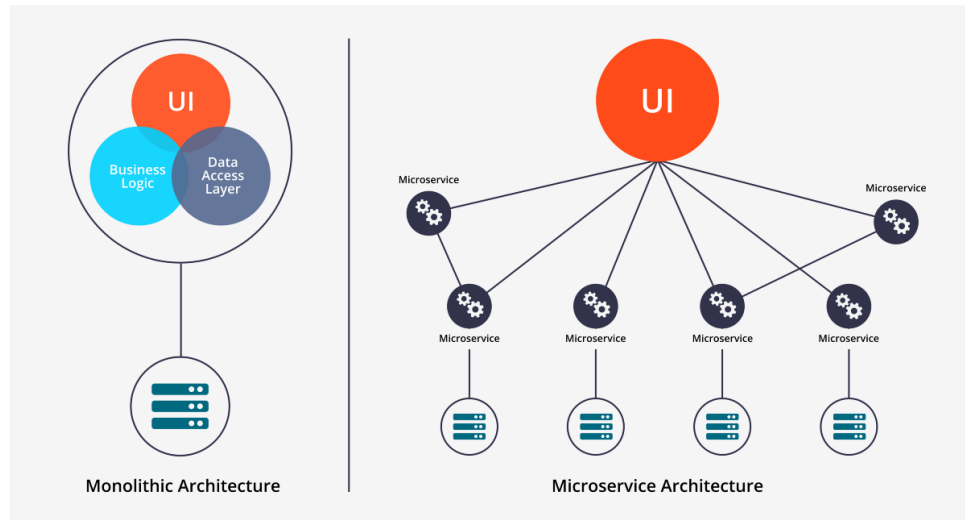 UI
Business
Logic
Data
Access
Layer
Monolithic Architecture
UI
Microservice
Microservice
Microservice
Microservice
Microservice
Microservice
Microservice Architecture